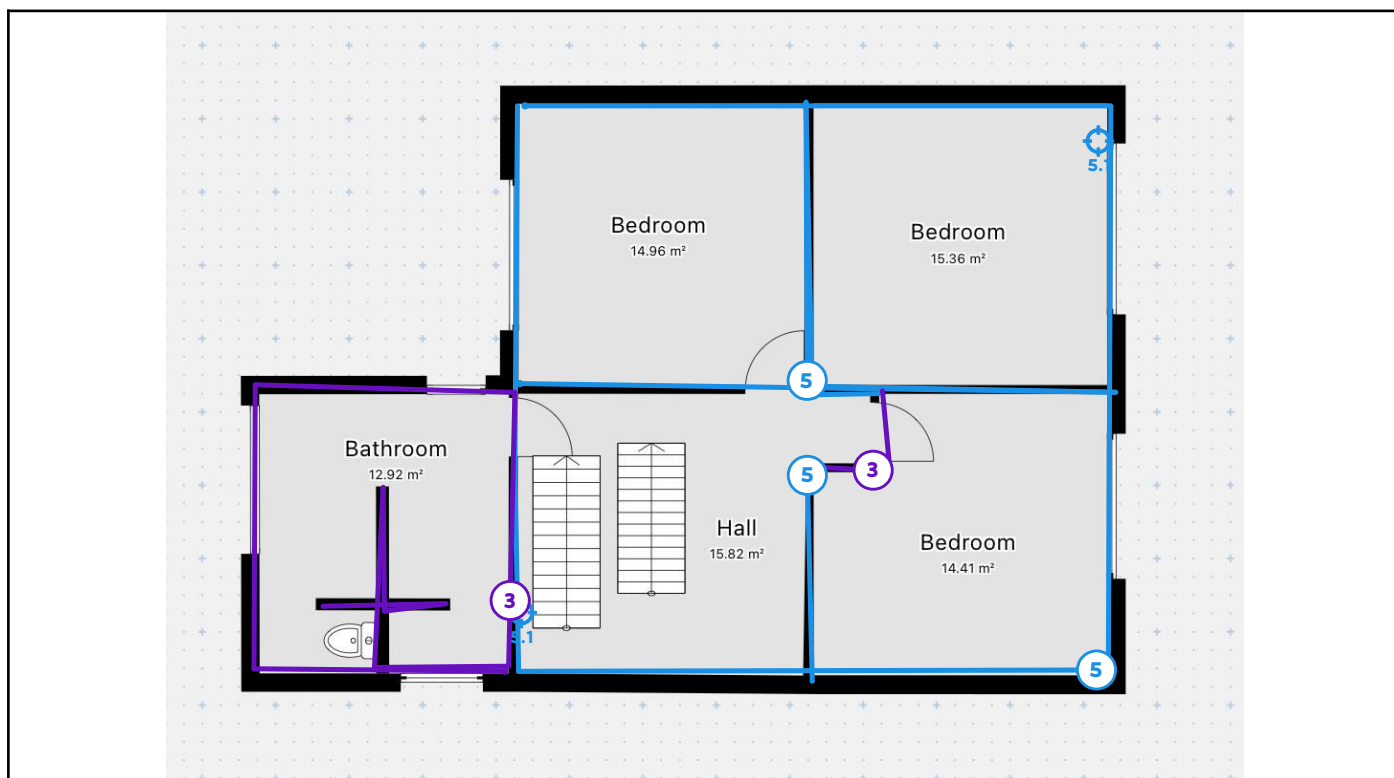 Bedroom
14.96 m²
Bedroom
15.36 m²
5.1
5
Bathroom
12.92 m²
5
3
Hall
15.82 m²
Bedroom
14.41 m²
3
5.1
5